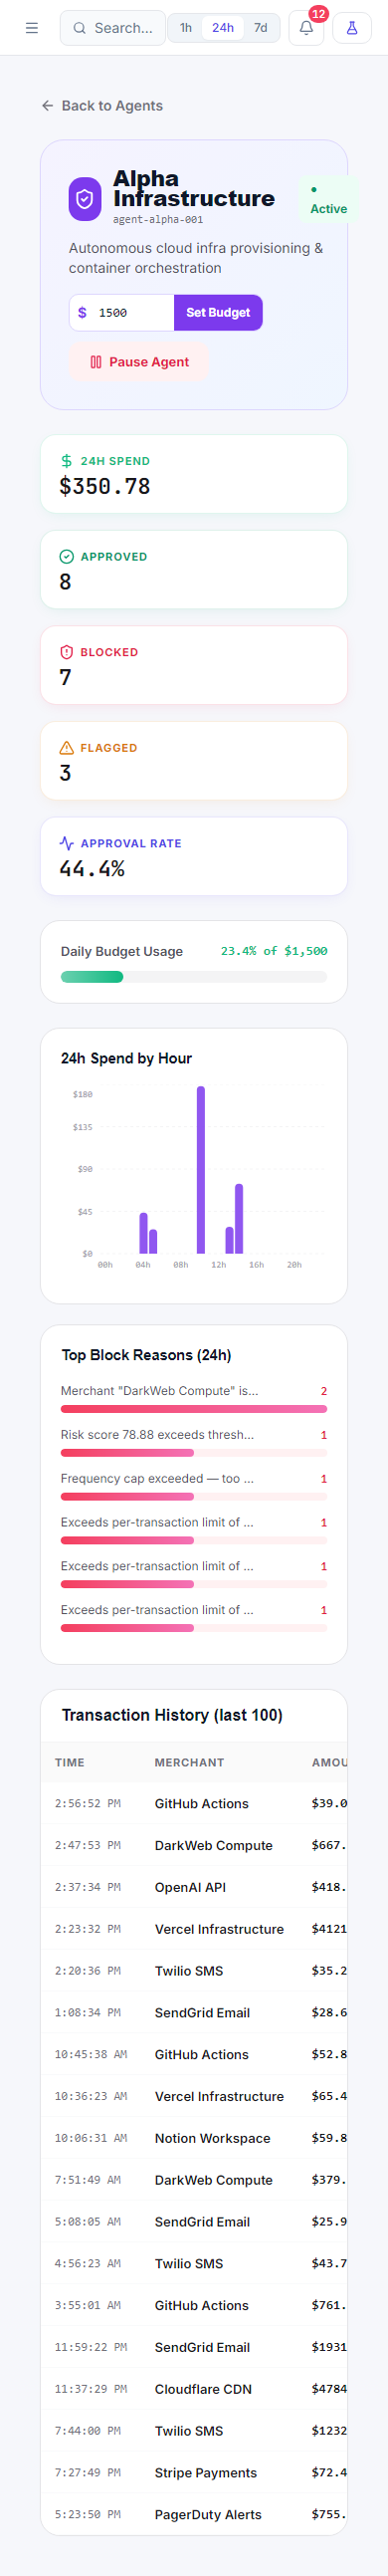 Search...
1h 24h 7d
12
Back to Agents
Alpha
Infrastructure
agent-alpha-001
● Active
Autonomous cloud infra provisioning &
container orchestration
$ 1500 Set Budget
Pause Agent
24H SPEND
$350.78
APPROVED
8
BLOCKED
7
FLAGGED
3
APPROVAL RATE
44.4%
Daily Budget Usage 23.4% of $1,500
24h Spend by Hour
$180
$135
$90
$45
$0
00h 04h 08h 12h 16h 20h
Top Block Reasons (24h)
Merchant "DarkWeb Compute" is... 2
Risk score 78.88 exceeds thresh... 1
Frequency cap exceeded — too ... 1
Exceeds per-transaction limit of ... 1
Exceeds per-transaction limit of ... 1
Exceeds per-transaction limit of ... 1
Transaction History (last 100)
TIME MERCHANT AMOU
2:56:52 PM GitHub Actions $39.0
2:47:53 PM DarkWeb Compute $667.
2:37:34 PM OpenAI API $418.
2:23:32 PM Vercel Infrastructure $4121
2:20:36 PM Twilio SMS $35.2
1:08:34 PM SendGrid Email $28.6
10:45:38 AM GitHub Actions $52.8
10:36:23 AM Vercel Infrastructure $65.4
10:06:31 AM Notion Workspace $59.8
7:51:49 AM DarkWeb Compute $379.
5:08:05 AM SendGrid Email $25.9
4:56:23 AM Twilio SMS $43.7
3:55:01 AM GitHub Actions $761.
11:59:22 PM SendGrid Email $1931
11:37:29 PM Cloudflare CDN $4784
7:44:00 PM Twilio SMS $1232
7:27:49 PM Stripe Payments $72.4
5:23:50 PM PagerDuty Alerts $755.